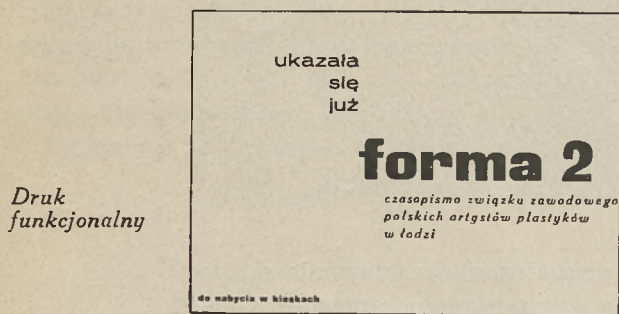 ukazała
się
już
forma 2
czasopismo związku zawodowego
polskich artystów plastyków
w łodzi
Druk
funkcjonalny
do nabycia w kioskach